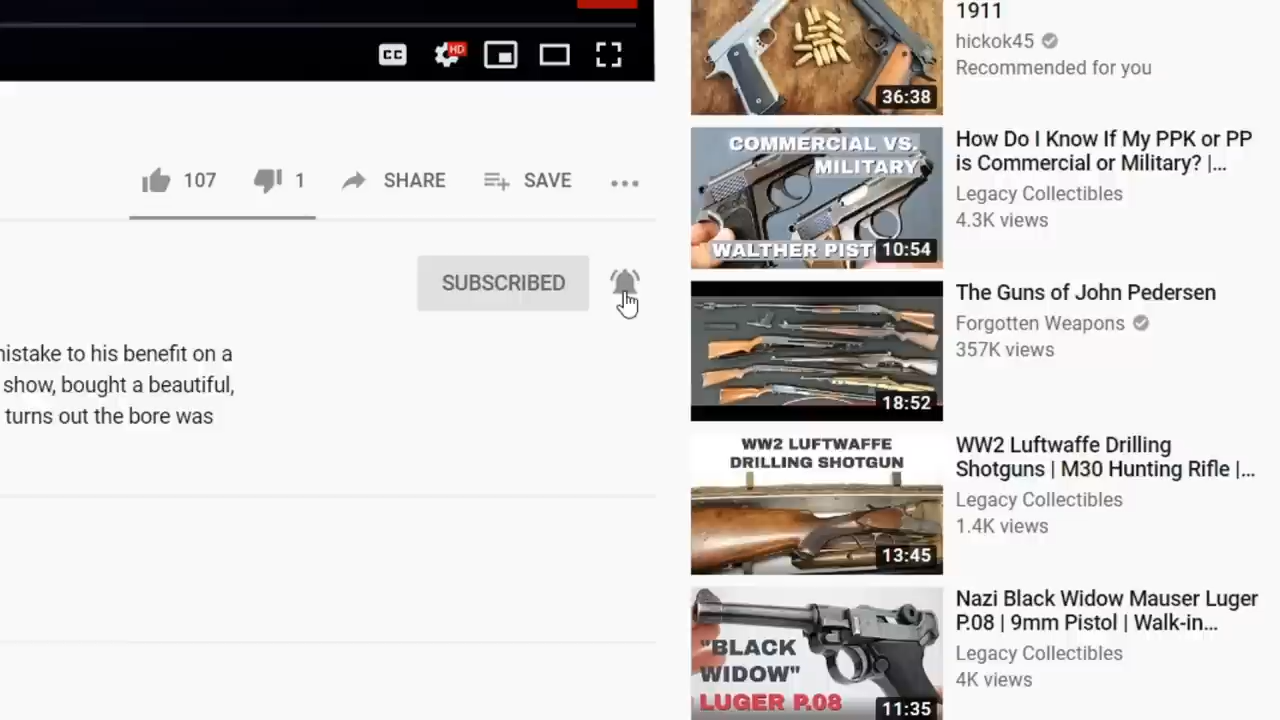 CC
HD
107
1
SHARE
SAVE
SUBSCRIBED
nistake to his benefit on a
show, bought a beautiful,
turns out the bore was
36:38
1911
hickok45
Recommended for you
COMMERCIAL VS.
MILITARY
WALTHER PIST
10:54
How Do I Know If My PPK or PP
is Commercial or Military? |...
Legacy Collectibles
4.3K views
18:52
The Guns of John Pedersen
Forgotten Weapons
357K views
WW2 LUFTWAFFE
DRILLING SHOTGUN
13:45
WW2 Luftwaffe Drilling
Shotguns | M30 Hunting Rifle |...
Legacy Collectibles
1.4K views
"BLACK
WIDOW"
LUGER P.08
11:35
Nazi Black Widow Mauser Luger
P.08 | 9mm Pistol | Walk-in...
Legacy Collectibles
4K views